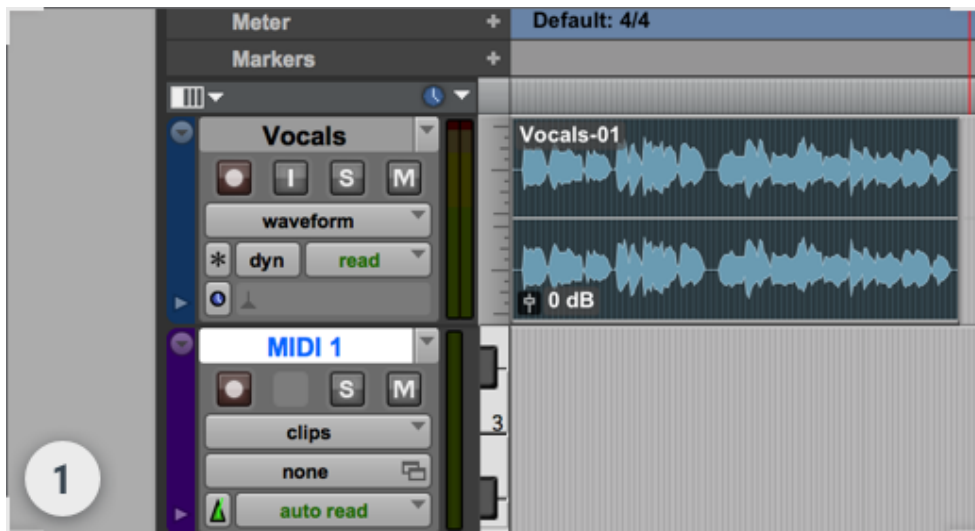 Meter
+
Default: 4/4
Markers
+
Vocals
Vocals-01
I
S
M
waveform
*
dyn
read
0 dB
MIDI 1
S
M
clips
3
none
auto read
1